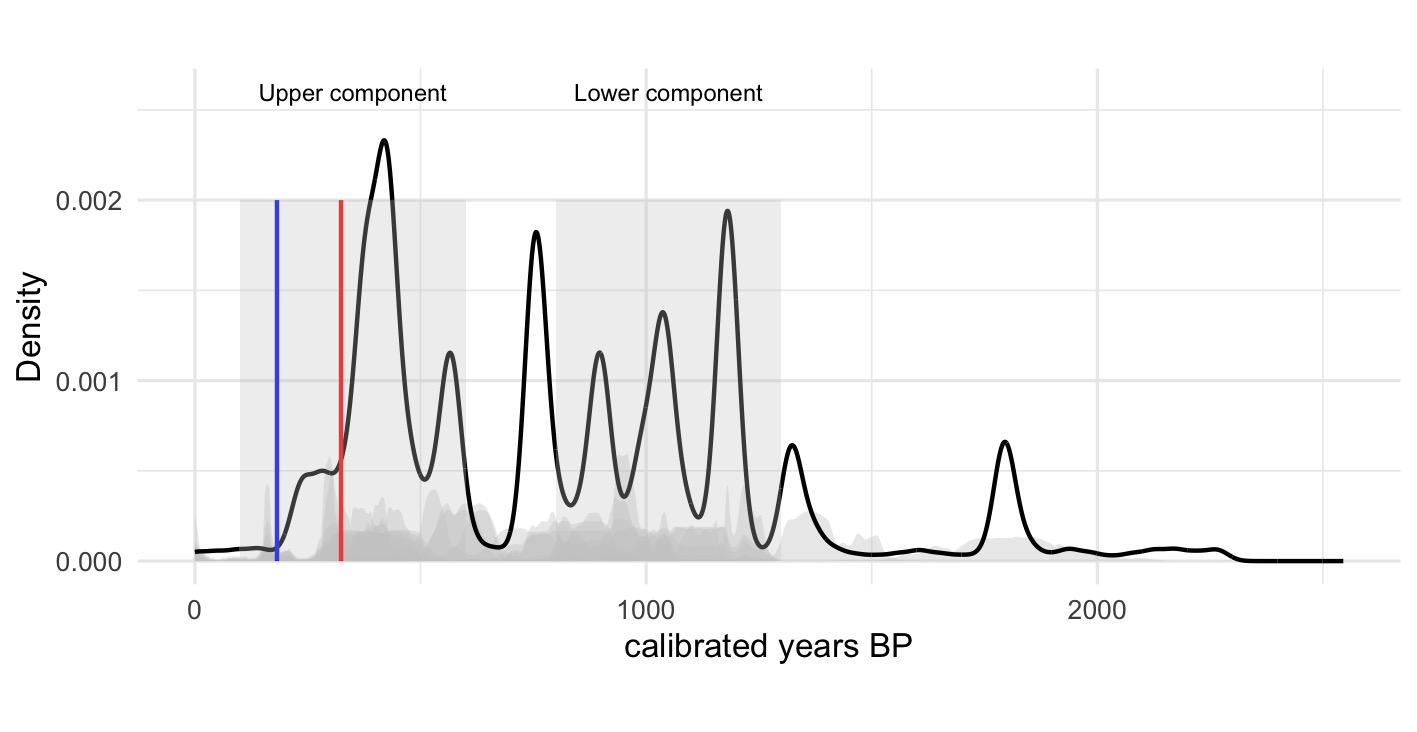 Upper component
Lower component
0.002
0.001
0.000
Density
0
1000
2000
calibrated years BP